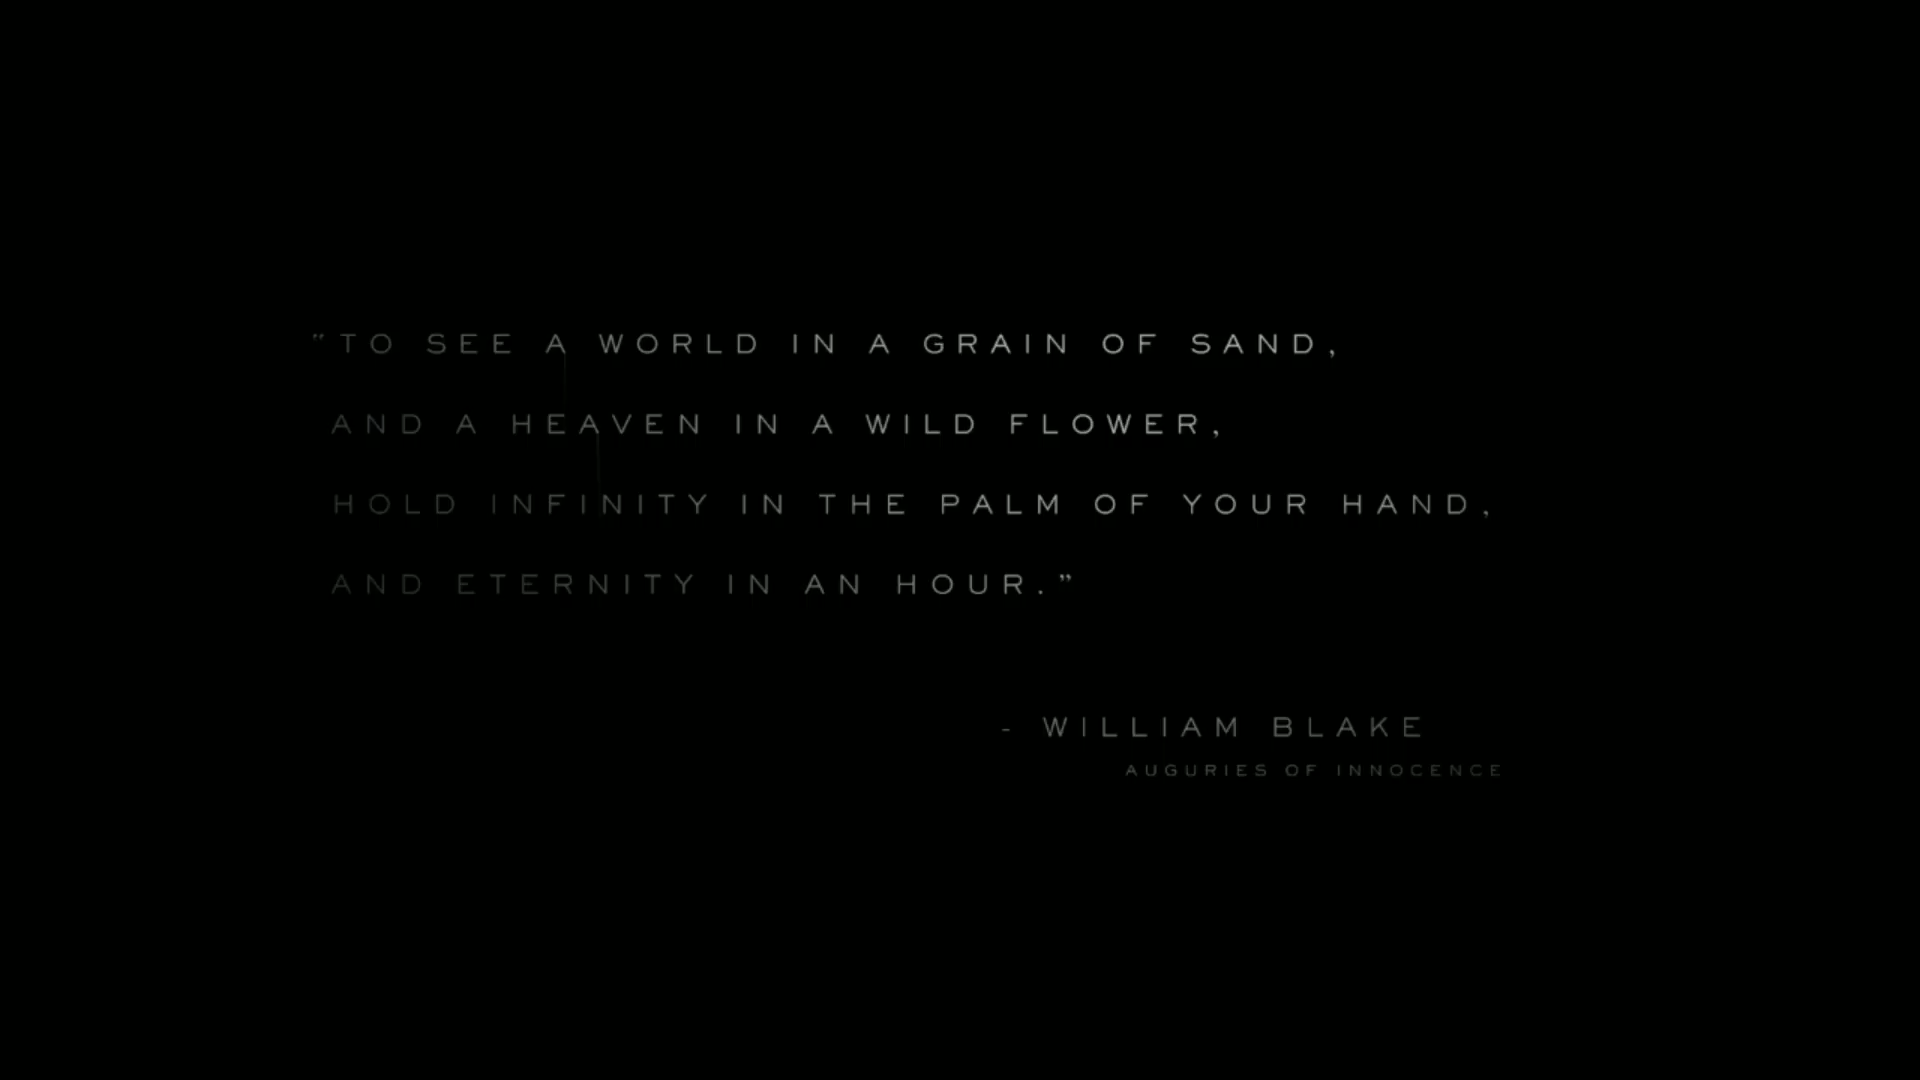 “TO SEE A WORLD IN A GRAIN OF SAND,
AND A HEAVEN IN A WILD FLOWER,
HOLD INFINITY IN THE PALM OF YOUR HAND,
AND ETERNITY IN AN HOUR.”
- WILLIAM BLAKE
AUGURIES OF INNOCENCE